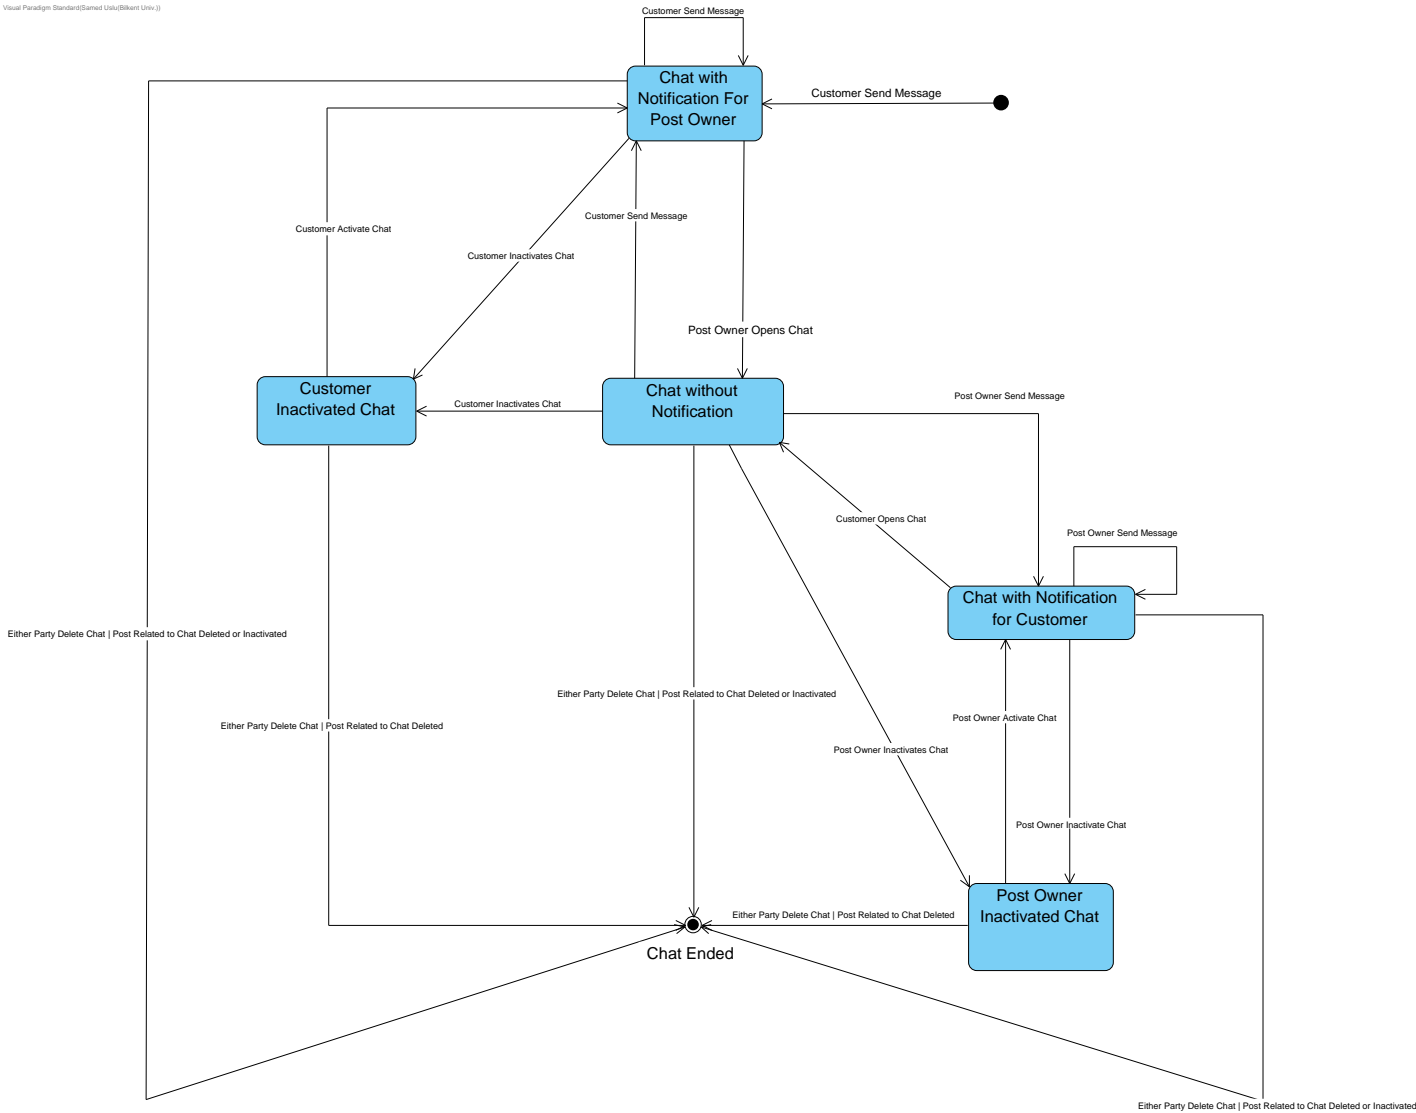 Visual Paradigm Standard(Samed Uslu(Bilkent Univ.))
Customer Send Message
Chat with
Notification For
Post Owner
Customer Send Message
Customer Send Message
Customer Activate Chat
Customer Inactivates Chat
Post Owner Opens Chat
Customer
Inactivated Chat
Chat without
Notification
Customer Inactivates Chat
Post Owner Send Message
Customer Opens Chat
Post Owner Send Message
Chat with Notification
for Customer
Either Party Delete Chat | Post Related to Chat Deleted or Inactivated
Either Party Delete Chat | Post Related to Chat Deleted or Inactivated
Either Party Delete Chat | Post Related to Chat Deleted
Post Owner Activate Chat
Post Owner Inactivates Chat
Post Owner Inactivate Chat
Post Owner
Inactivated Chat
Either Party Delete Chat | Post Related to Chat Deleted
Chat Ended
Either Party Delete Chat | Post Related to Chat Deleted or Inactivated